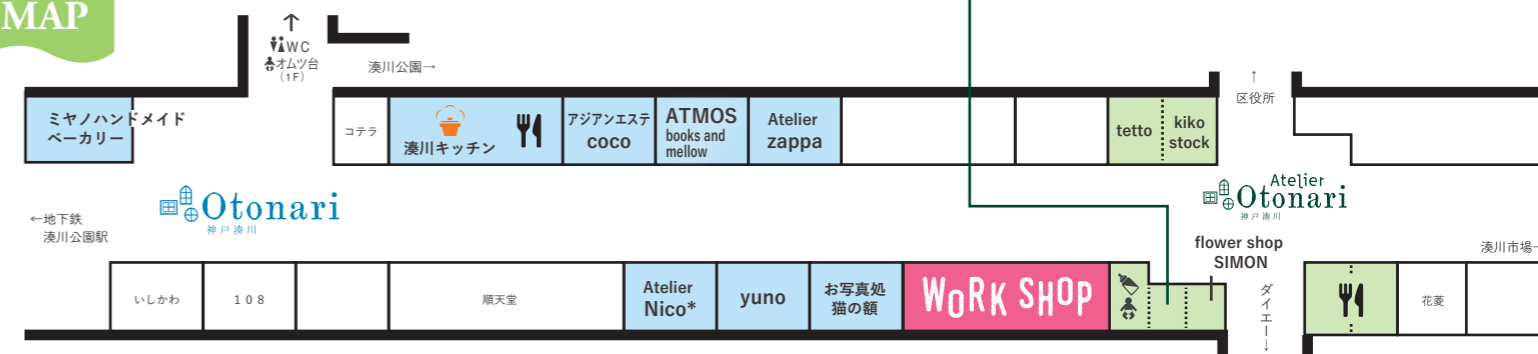 MAP
↑
WC
オムツ台
(1F)
湊川公園→
↑
区役所
ミヤノハンドメイド
ベーカリー
コテラ
湊川キッチン
アジアンエステ
coco
ATMOS
books and
mellow
Atelier
zappa
tetto
kiko
stock
←地下鉄
湊川公園駅
Otonari
神戸湊川
Atelier
Otonari
神戸湊川
flower shop
SIMON
湊川市場→
いしかわ
108
順天堂
Atelier
Nico*
yuno
お写真処
猫の額
WORK SHOP
ダイエー↓
花菱